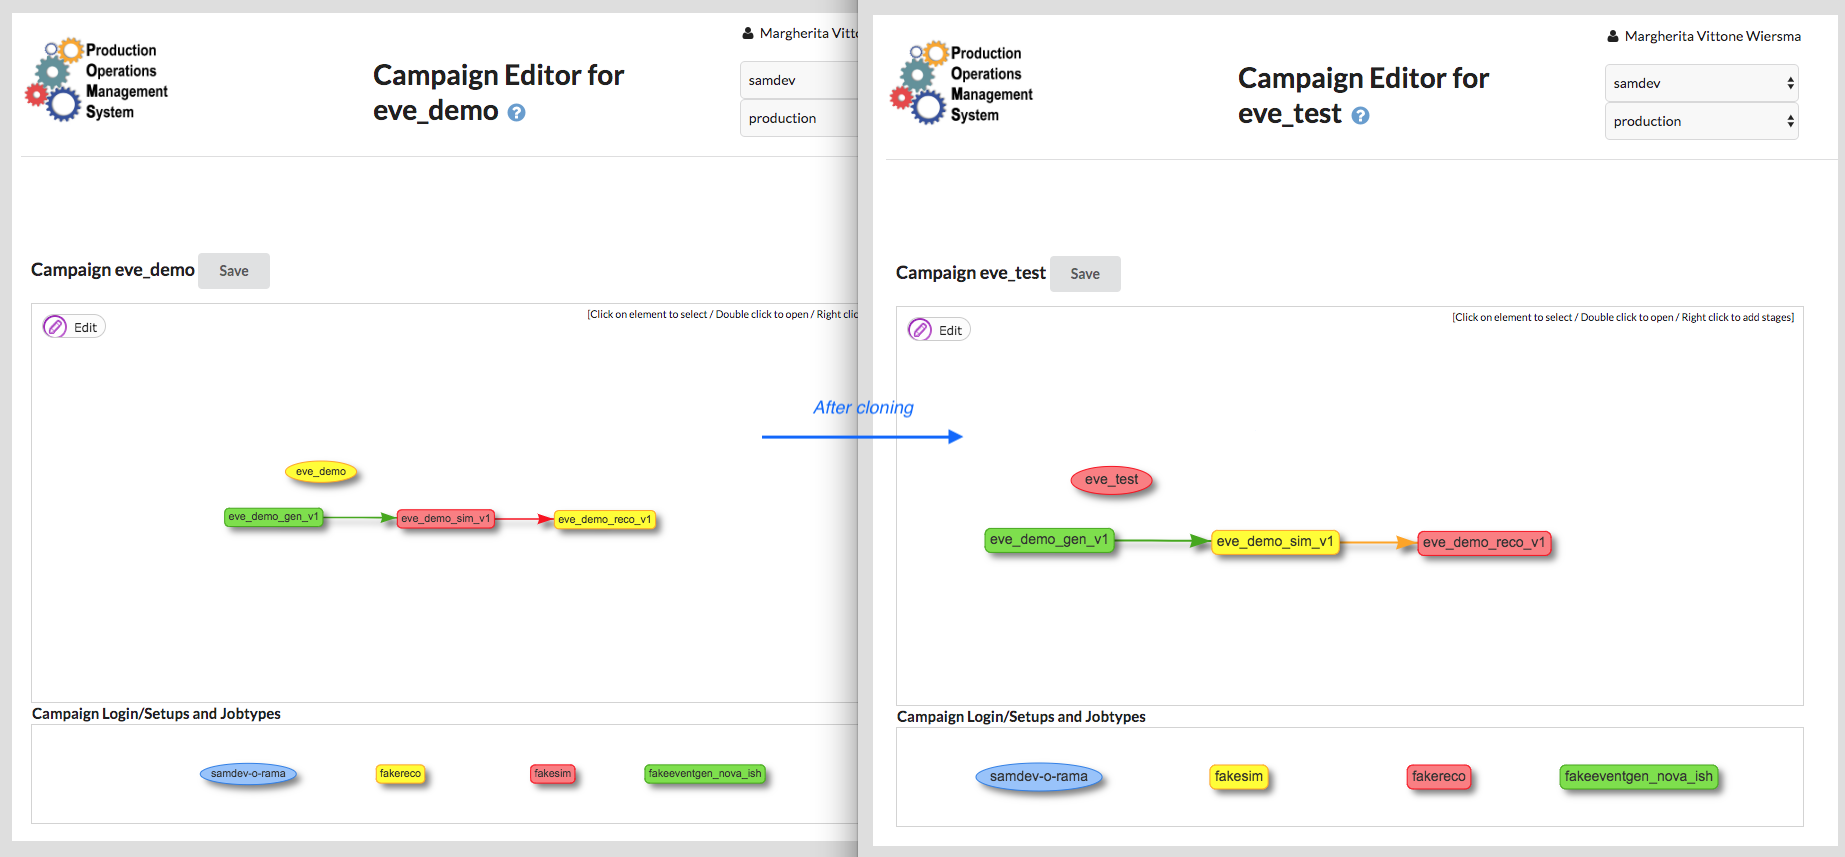 Production
Operations
Management
System
Campaign Editor for
eve_demo ?
Margherita Vitto
samdev
production
Campaign eve_demo Save
Edit
[Click on element to select / Double click to open / Right clic
eve_demo
eve_demo_gen_v1 eve_demo_sim_v1 eve_demo_reco_v1
Campaign Login/Setups and Jobtypes
samdev-o-rama fakereco fakesim fakeeventgen_nova_ish
After cloning
Production
Operations
Management
System
Campaign Editor for
eve_test ?
Margherita Vittone Wiersma
samdev
production
Campaign eve_test Save
Edit
[Click on element to select / Double click to open / Right click to add stages]
eve_test
eve_demo_gen_v1 eve_demo_sim_v1 eve_demo_reco_v1
Campaign Login/Setups and Jobtypes
samdev-o-rama fakesim fakereco fakeeventgen_nova_ish